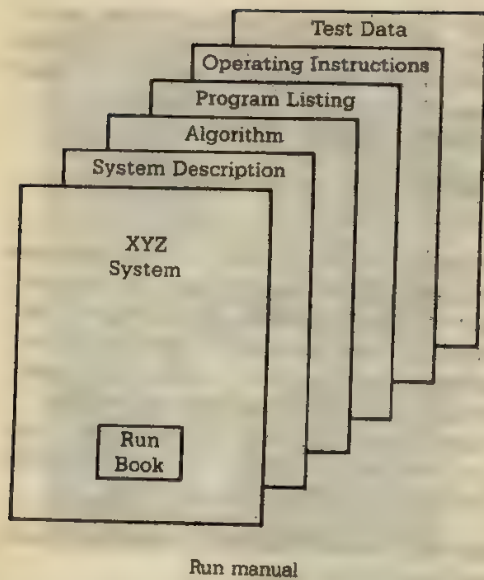 Test Data
Operating Instructions
Program Listing
Algorithm
System Description
XYZ
System
Run
Book
Run manual